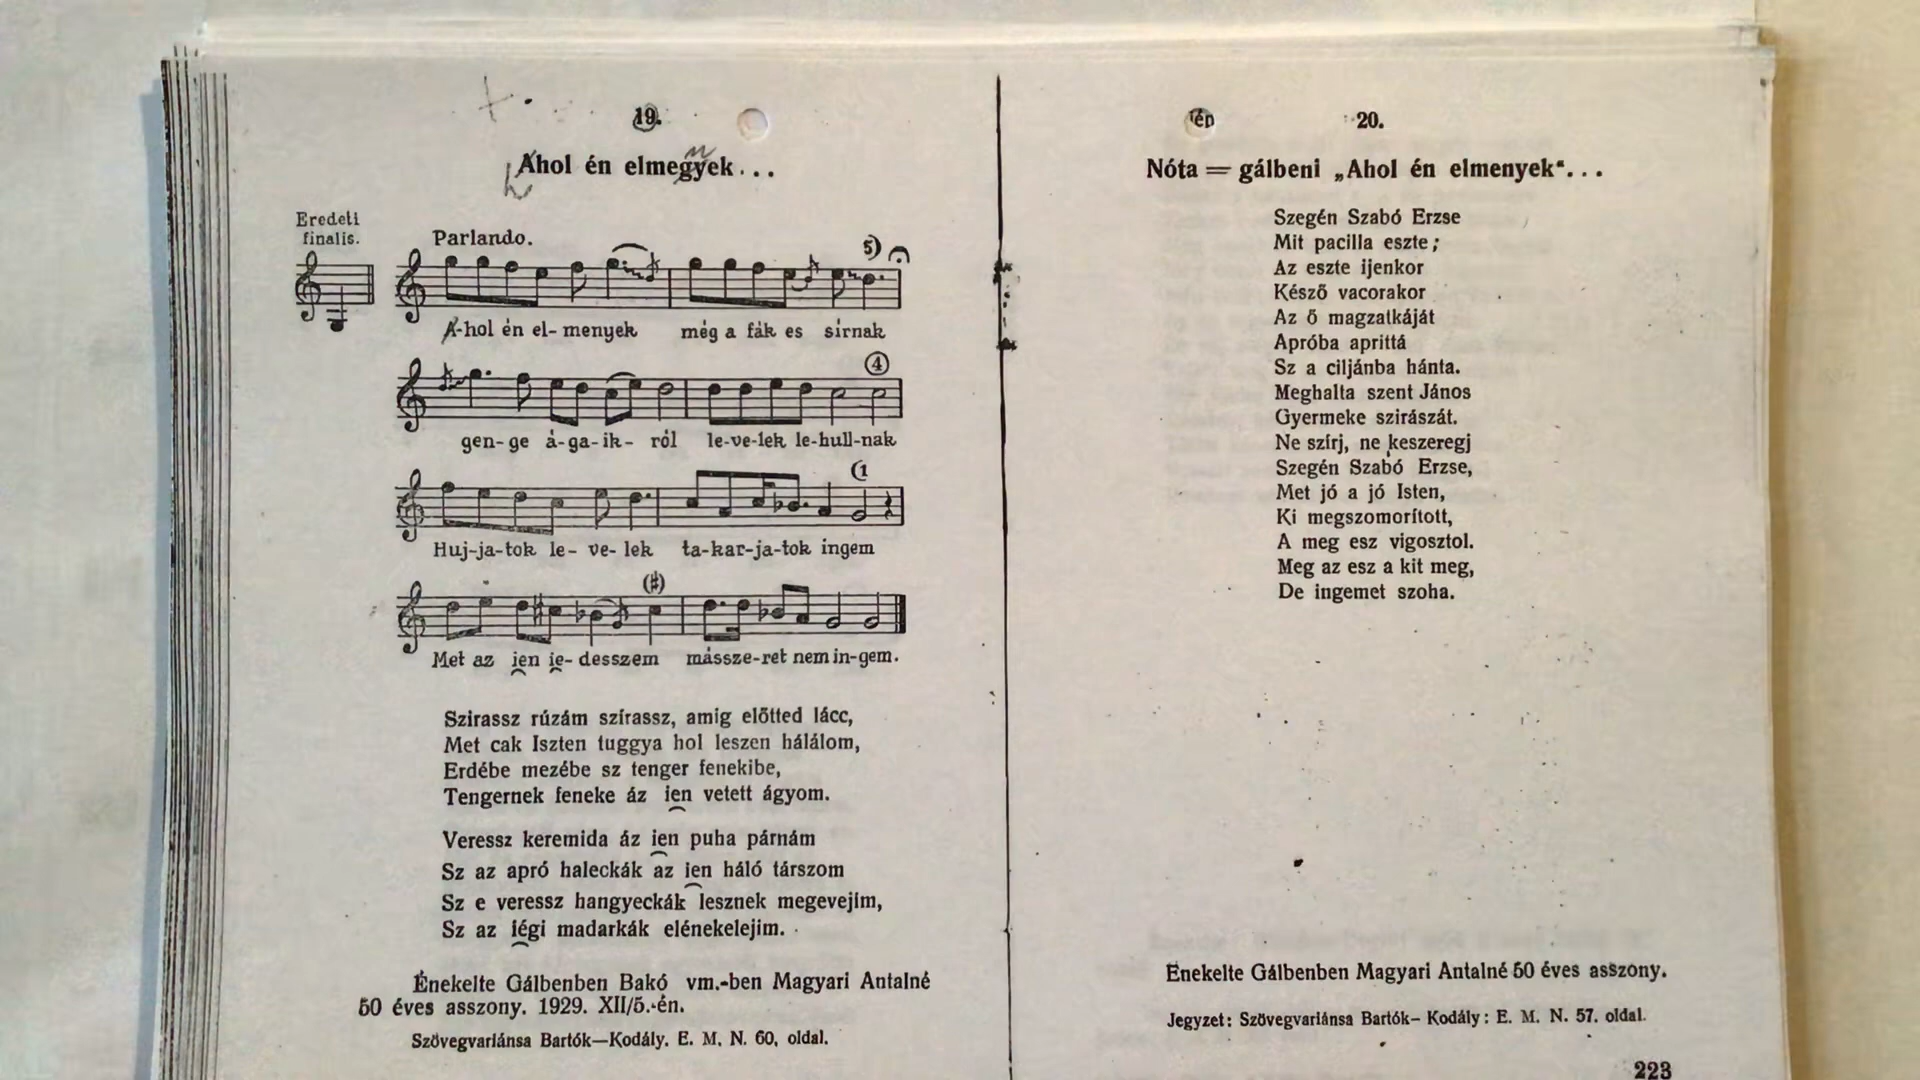 19.
Ahol én elmegyek...
n
h
Eredeti
finalis.
Parlando.
5)
A-hol én el-menyek még a fák es sírnak
4
gen-ge á-ga-ik-ról le-ve-lek le-hull-nak
(1
Huj-ja-tok le-ve-lek ta-kar-ja-tok ingem
(#)
Met az ien ie-desszem mássze-ret nem in-gem.
Szirassz rúzám szírassz, amig előtted lácc,
Met cak Iszten tuggya hol leszen hálálom,
Erdébe mezébe sz tenger fenekibe,
Tengernek feneke áz ien vetett ágyom.
Veressz keremida áz ien puha párnám
Sz az apró haleckák az ien háló társzom
Sz e veressz hangyeckák lesznek megevejim,
Sz az iégi madarkák elénekelejim.
Énekelte Gálbenben Bakó vm.-ben Magyari Antalné
50 éves asszony. 1929. XII/5.-én.
Szövegvariánsa Bartók—Kodály. E. M. N. 60, oldal.
20.
Nóta = gálbeni „Ahol én elmenyek“...
Szegén Szabó Erzse
Mit pacilla eszte;
Az eszte ijenkor
Késző vacorakor
Az ő magzatkáját
Apróba aprittá
Sz a ciljánba hánta.
Meghalta szent János
Gyermeke szirászát.
Ne szírj, ne keszeregj
Szegén Szabó Erzse,
Met jó a jó Isten,
Ki megszomorított,
A meg esz vigosztol.
Meg az esz a kit meg,
De ingemet szoha.
Enekelte Gálbenben Magyari Antalné 50 éves asszony.
Jegyzet: Szövegvariánsa Bartók—Kodály: E. M. N. 57. oldal.
223